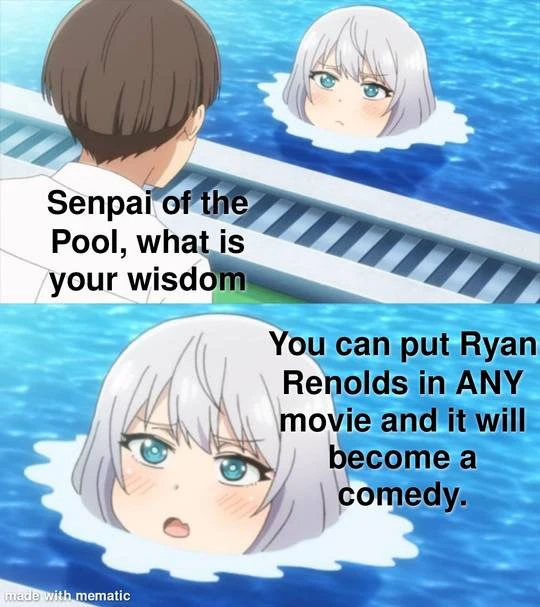 Senpai of the
Pool, what is
your wisdom
You can put Ryan
Renolds in ANY
movie and it will
become a
comedy.
made with mematic